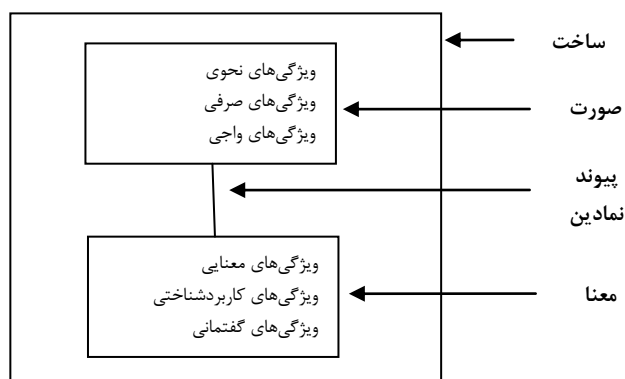 ساخت
ویژگی‌های نحوی
ویژگی‌های صرفی
ویژگی‌های واجی
صورت
پیوند
نمادین
ویژگی‌های معنایی
ویژگی‌های کاربردشناختی
ویژگی‌های گفتمانی
معنا